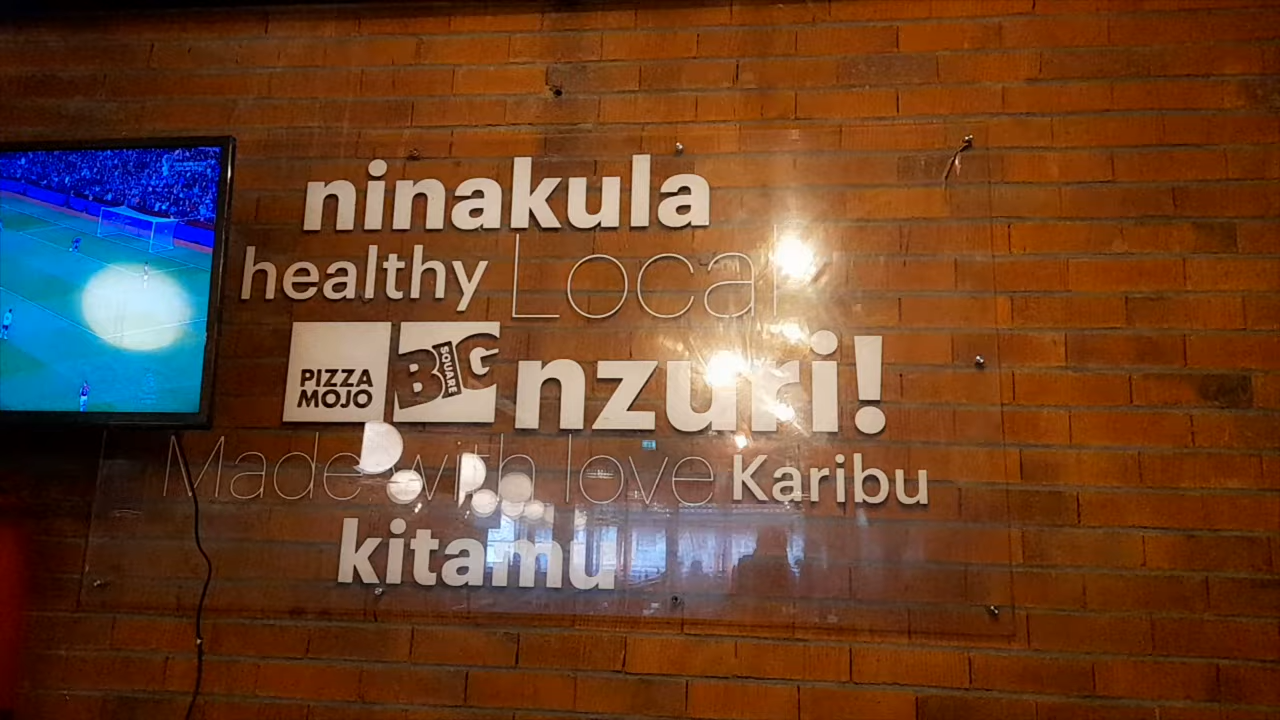 ninakula
healthy Local
PIZZA MOJO BIG SQUARE nzuri!
Made with love Karibu
kitamu